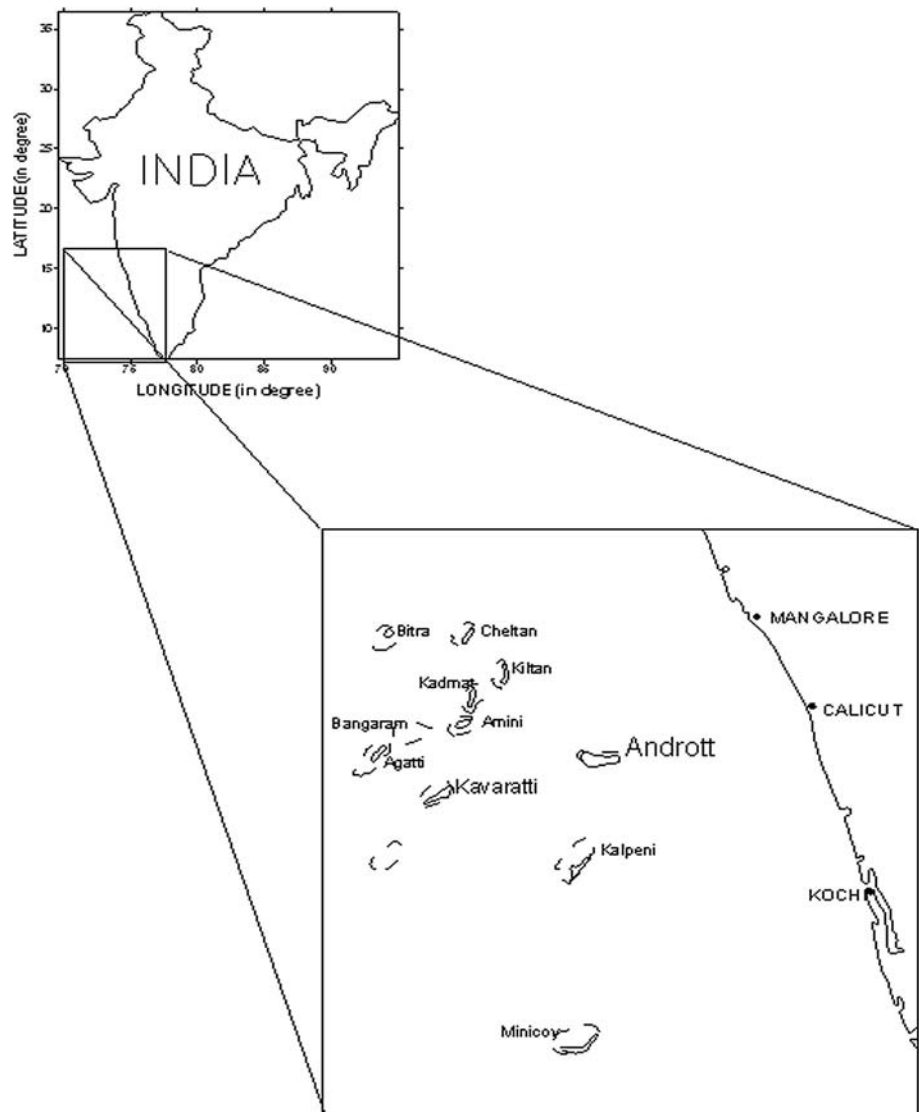 35
30
25
20
15
10
LATITUDE (in degree)
INDIA
70 75 80 85 90
LONGITUDE (in degree)
MANGALORE
Bitra
Cheltan
Kiltan
Kadmat
CALICUT
Bangaram
Amini
Andrott
Agatti
Kavaratti
Kalpeni
KOCHI
Minicoy